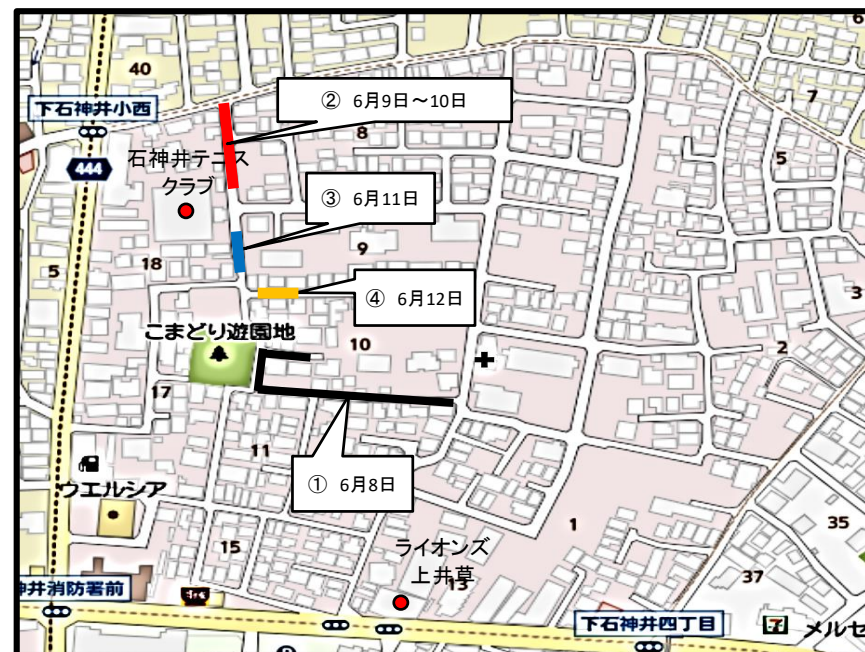 40
6
下石神井小西
② 6月9日～10日
7
8
444
石神井テニス
クラブ
5
③ 6月11日
9
18
5
④ 6月12日
3
こまどり遊園地
10
2
17
11
① 6月8日
ウエルシア
1
35
15
ライオンズ
上井草
13
37
井消防署前
下石神井四丁目
メルセ